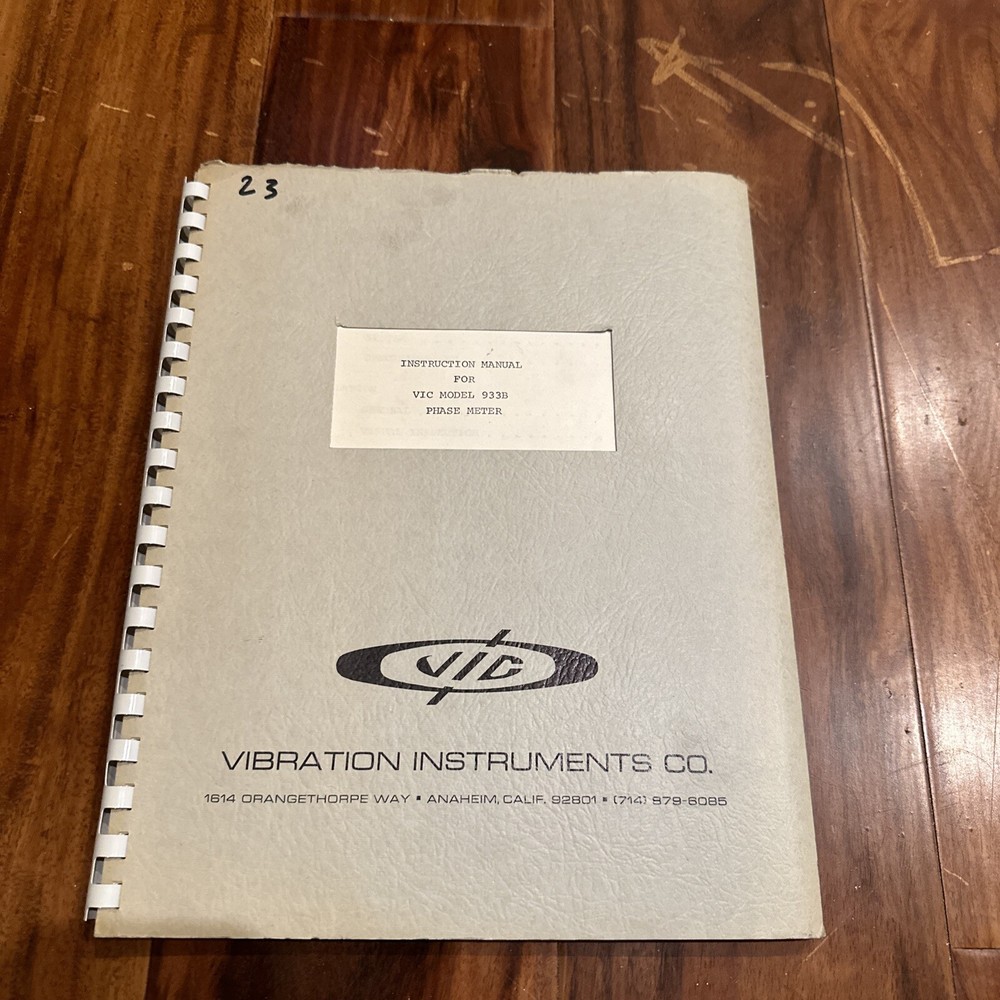 23
INSTRUCTION MANUAL
FOR
VIC MODEL 933B
PHASE METER
VIC
VIBRATION INSTRUMENTS CO.
1614 ORANGETHORPE WAY ▪ ANAHEIM, CALIF. 92801 ▪ (714) 879-6085